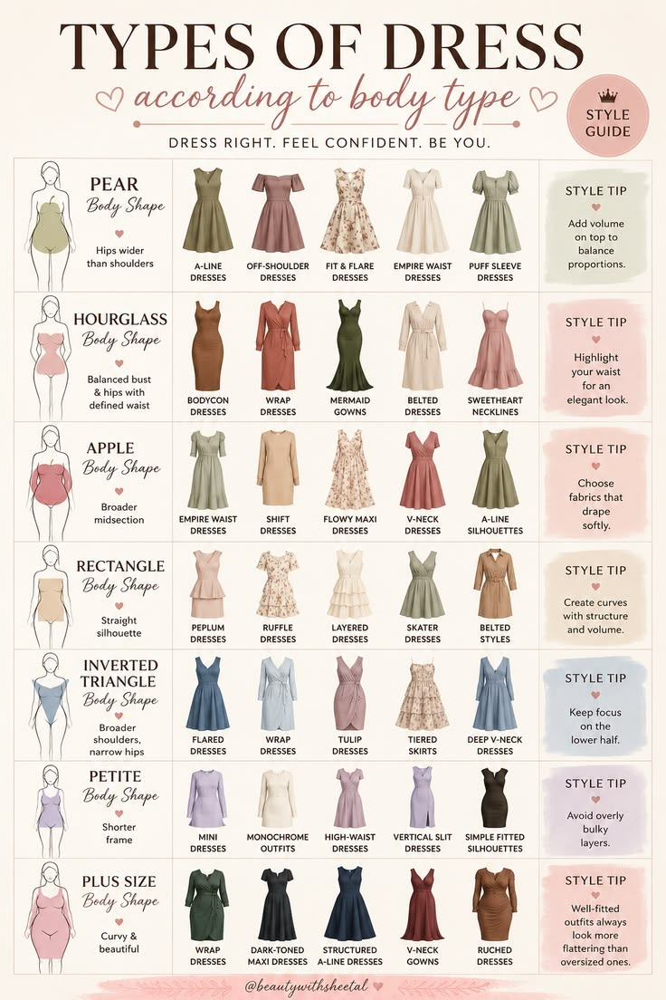 TYPES OF DRESS
according to body type
STYLE
GUIDE
DRESS RIGHT. FEEL CONFIDENT. BE YOU.
PEAR
Body Shape
Hips wider
than shoulders
A-LINE
DRESSES
OFF-SHOULDER
DRESSES
FIT & FLARE
DRESSES
EMPIRE WAIST
DRESSES
PUFF SLEEVE
DRESSES
STYLE TIP
Add volume
on top to
balance
proportions.
HOURGLASS
Body Shape
Balanced bust
& hips with
defined waist
BODYCON
DRESSES
WRAP
DRESSES
MERMAID
GOWNS
BELTED
DRESSES
SWEETHEART
NECKLINES
STYLE TIP
Highlight
your waist
for an
elegant look.
APPLE
Body Shape
Broader
midsection
EMPIRE WAIST
DRESSES
SHIFT
DRESSES
FLOWY MAXI
DRESSES
V-NECK
DRESSES
A-LINE
SILHOUETTES
STYLE TIP
Choose
fabrics that
drape
softly.
RECTANGLE
Body Shape
Straight
silhouette
PEPLUM
DRESSES
RUFFLE
DRESSES
LAYERED
DRESSES
SKATER
DRESSES
BELTED
STYLES
STYLE TIP
Create curves
with structure
and volume.
INVERTED
TRIANGLE
Body Shape
Broader
shoulders,
narrow hips
FLARED
DRESSES
WRAP
DRESSES
TULIP
DRESSES
TIERED
SKIRTS
DEEP V-NECK
DRESSES
STYLE TIP
Keep focus
on the
lower half.
PETITE
Body Shape
Shorter
frame
MINI
DRESSES
MONOCHROME
OUTFITS
HIGH-WAIST
DRESSES
VERTICAL SLIT
DRESSES
SIMPLE FITTED
SILHOUETTES
STYLE TIP
Avoid overly
bulky
layers.
PLUS SIZE
Body Shape
Curvy &
beautiful
WRAP
DRESSES
DARK-TONED
MAXI DRESSES
STRUCTURED
A-LINE DRESSES
V-NECK
GOWNS
RUCHED
DRESSES
STYLE TIP
Well-fitted
outfits always
look more
flattering than
oversized ones.
@beautywithsheetal